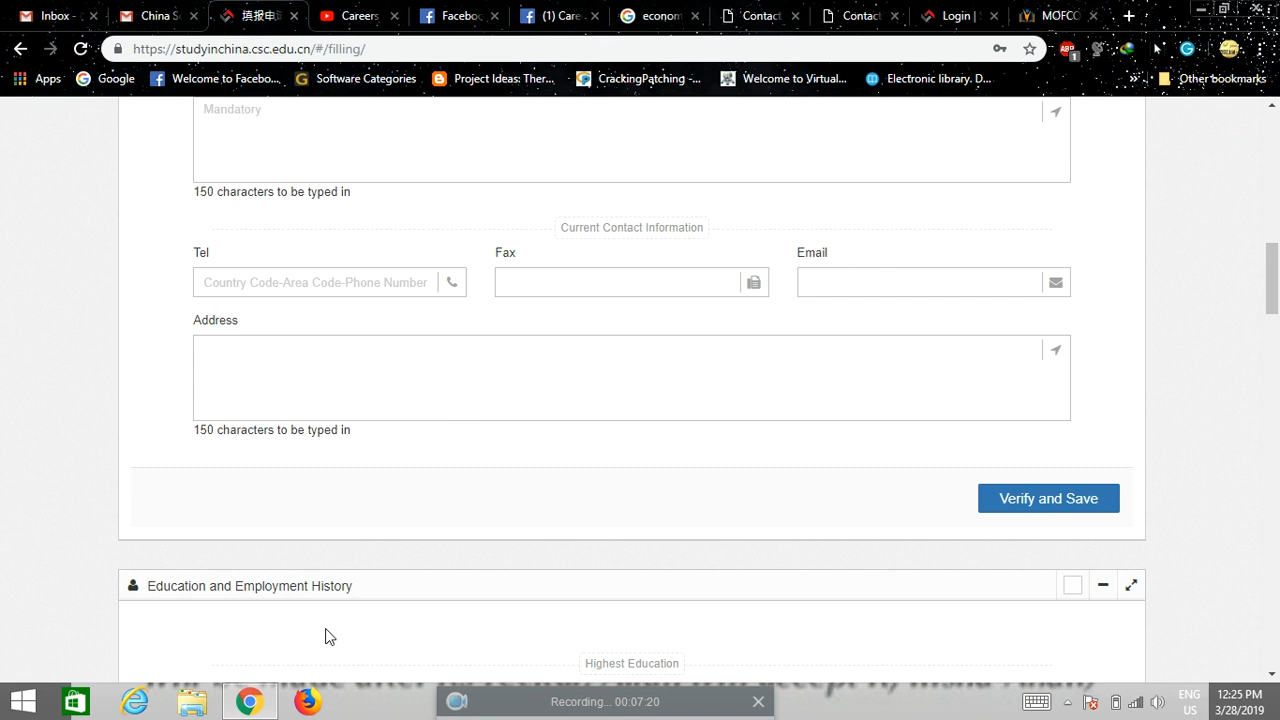 Inbox -
China S
填报申
Careers
Facebo
(1) Care
econom
Contact
Contac
Login |
MOFCO
https://studyinchina.csc.edu.cn/#/filling/
ABP
1
Apps
Google
Welcome to Facebo...
Software Categories
Project Ideas: Ther...
CrackingPatching -...
Welcome to Virtual...
Electronic library. D...
»
Other bookmarks
Mandatory
150 characters to be typed in
Current Contact Information
Tel
Fax
Email
Country Code-Area Code-Phone Number
Address
150 characters to be typed in
Verify and Save
Education and Employment History
Highest Education
Recording... 00:07:20
ENG
US
12:25 PM
3/28/2019